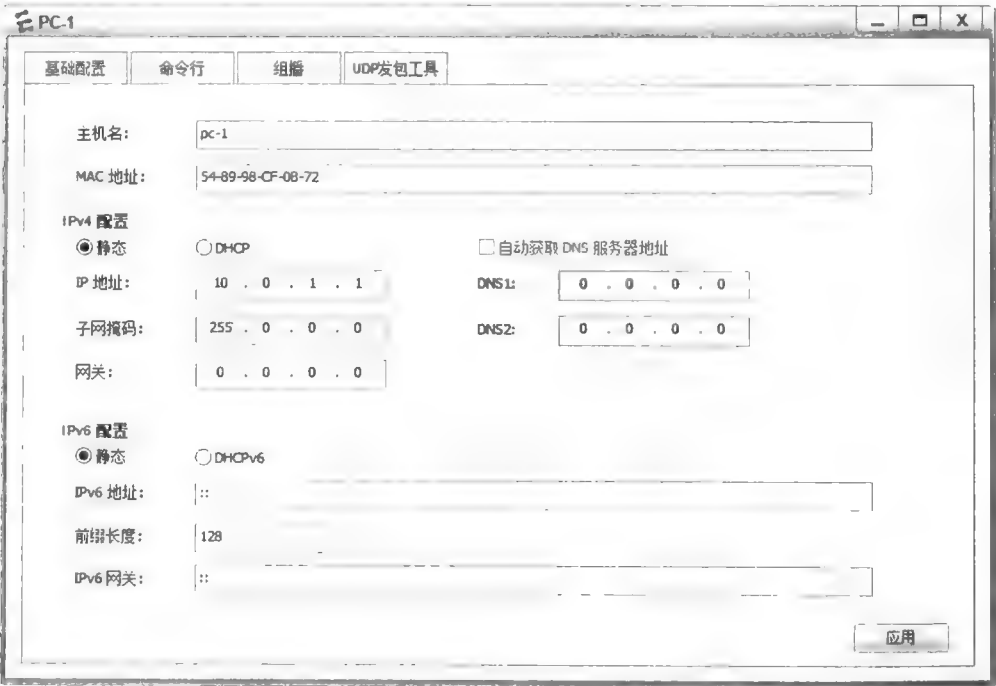 PC-1
基础配置 命令行 组播 UDP发包工具
主机名: pc-1
MAC 地址: 54-89-98-CF-0B-72
IPv4 配置
静态 DHCP 自动获取 DNS 服务器地址
IP 地址: 10 . 0 . 1 . 1 DNS1: 0 . 0 . 0 . 0
子网掩码: 255 . 0 . 0 . 0 DNS2: 0 . 0 . 0 . 0
网关: 0 . 0 . 0 . 0
IPv6 配置
静态 DHCPv6
IPv6 地址: ::
前缀长度: 128
IPv6 网关: ::
应用